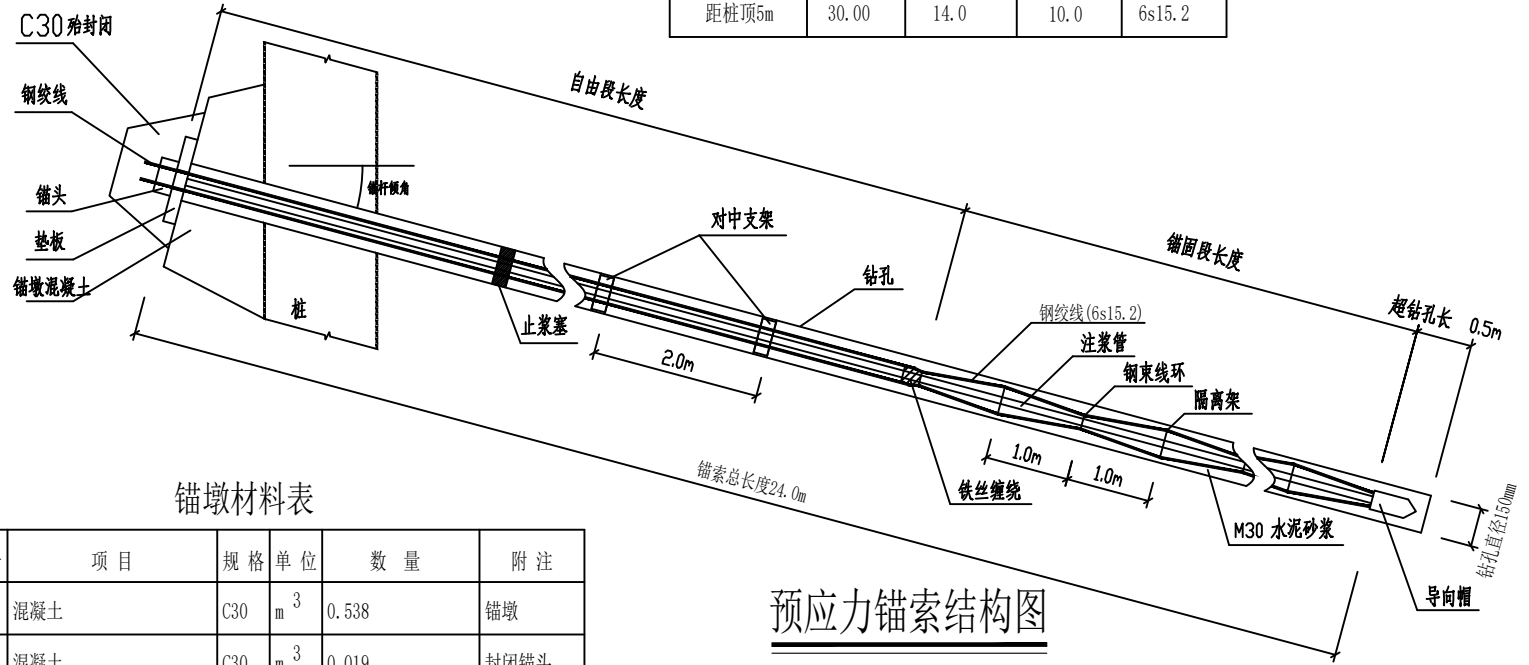 距桩顶5m 30.00 14.0 10.0 6s15.2
C30砼封闭
钢绞线
锚头
垫板
锚墩混凝土
桩
锚杆倾角
自由段长度
止浆塞
对中支架
2.0m
钻孔
锚固段长度
超钻孔长 0.5m
钢绞线(6s15.2)
注浆管
钢束线环
隔离架
1.0m
1.0m
铁丝缠绕
锚索总长度24.0m
M30 水泥砂浆
钻孔直径150mm
导向帽
预应力锚索结构图
锚墩材料表
项目 规格 单位 数量 附注
混凝土 C30 m3 0.538 锚墩
混凝土 C30 m3 0.019 封闭锚头